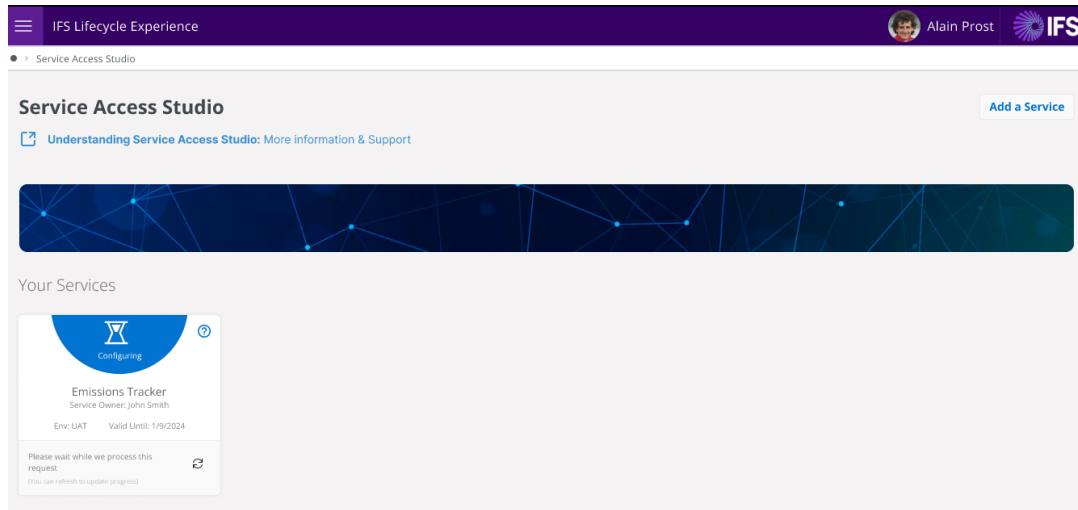 IFS Lifecycle Experience
Alain Prost
IFS
Service Access Studio
Service Access Studio
Add a Service
Understanding Service Access Studio: More information & Support
Your Services
Configuring
Emissions Tracker
Service Owner: John Smith
Env: UAT Valid Until: 1/9/2024
Please wait while we process this
request
(You can refresh to update progress)